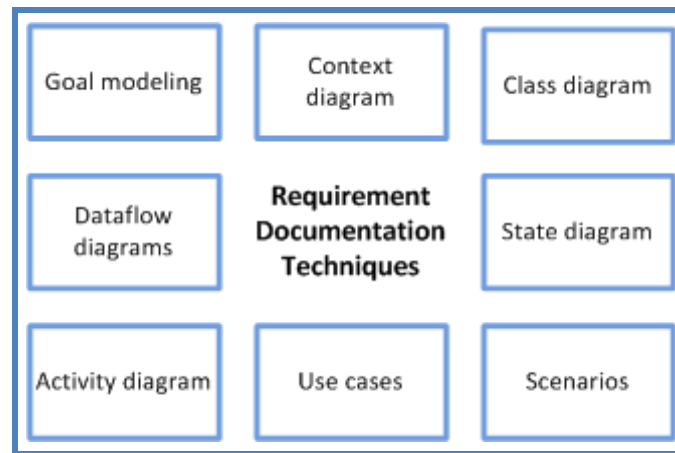 Goal modeling
Context
diagram
Class diagram
Dataflow
diagrams
Requirement
Documentation
Techniques
State diagram
Activity diagram
Use cases
Scenarios